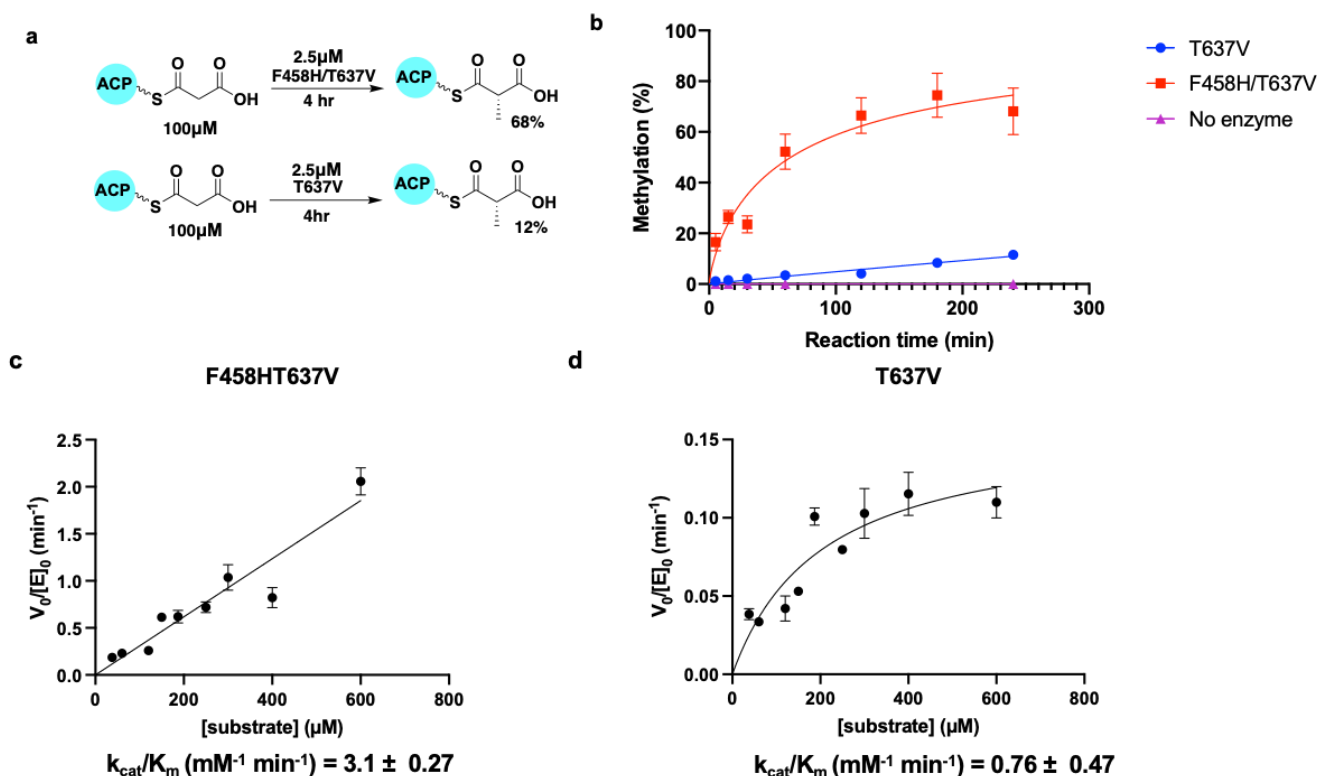 a
ACP
S
O
O
OH
100μM
2.5μM
F458H/T637V
4 hr
ACP
S
O
O
OH
68%
ACP
S
O
O
OH
100μM
2.5μM
T637V
4hr
ACP
S
O
O
OH
12%
b
Methylation (%)
100
80
60
40
20
0
0 100 200 300
Reaction time (min)
T637V
F458H/T637V
No enzyme
c
F458HT637V
V0/[E]0 (min-1)
2.5
2.0
1.5
1.0
0.5
0.0
0 200 400 600 800
[substrate] (μM)
kcat/Km (mM-1 min-1) = 3.1 ± 0.27
d
T637V
V0/[E]0 (min-1)
0.15
0.10
0.05
0.00
0 200 400 600 800
[substrate] (μM)
kcat/Km (mM-1 min-1) = 0.76 ± 0.47